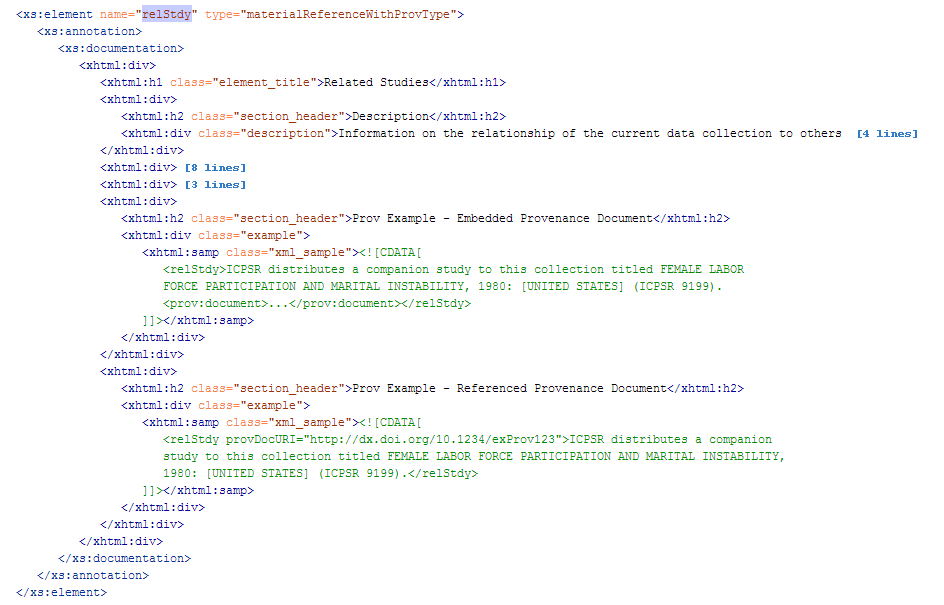 <xs:element name="relStdy" type="materialReferenceWithProvType">
<xs:annotation>
<xs:documentation>
<xhtml:div>
<xhtml:h1 class="element_title">Related Studies</xhtml:h1>
<xhtml:div>
<xhtml:h2 class="section_header">Description</xhtml:h2>
<xhtml:div class="description">Information on the relationship of the current data collection to others [4 lines]
</xhtml:div>
<xhtml:div> [8 lines]
<xhtml:div> [3 lines]
<xhtml:div>
<xhtml:h2 class="section_header">Prov Example - Embedded Provenance Document</xhtml:h2>
<xhtml:div class="example">
<xhtml:samp class="xml_sample"><![CDATA[
<relStdy>ICPSR distributes a companion study to this collection titled FEMALE LABOR
FORCE PARTICIPATION AND MARITAL INSTABILITY, 1980: [UNITED STATES] (ICPSR 9199).
<prov:document>...</prov:document></relStdy>
]]></xhtml:samp>
</xhtml:div>
</xhtml:div>
<xhtml:div>
<xhtml:h2 class="section_header">Prov Example - Referenced Provenance Document</xhtml:h2>
<xhtml:div class="example">
<xhtml:samp class="xml_sample"><![CDATA[
<relStdy provDocURI="http://dx.doi.org/10.1234/exProv123">ICPSR distributes a companion
study to this collection titled FEMALE LABOR FORCE PARTICIPATION AND MARITAL INSTABILITY,
1980: [UNITED STATES] (ICPSR 9199).</relStdy>
]]></xhtml:samp>
</xhtml:div>
</xhtml:div>
</xhtml:div>
</xs:documentation>
</xs:annotation>
</xs:element>